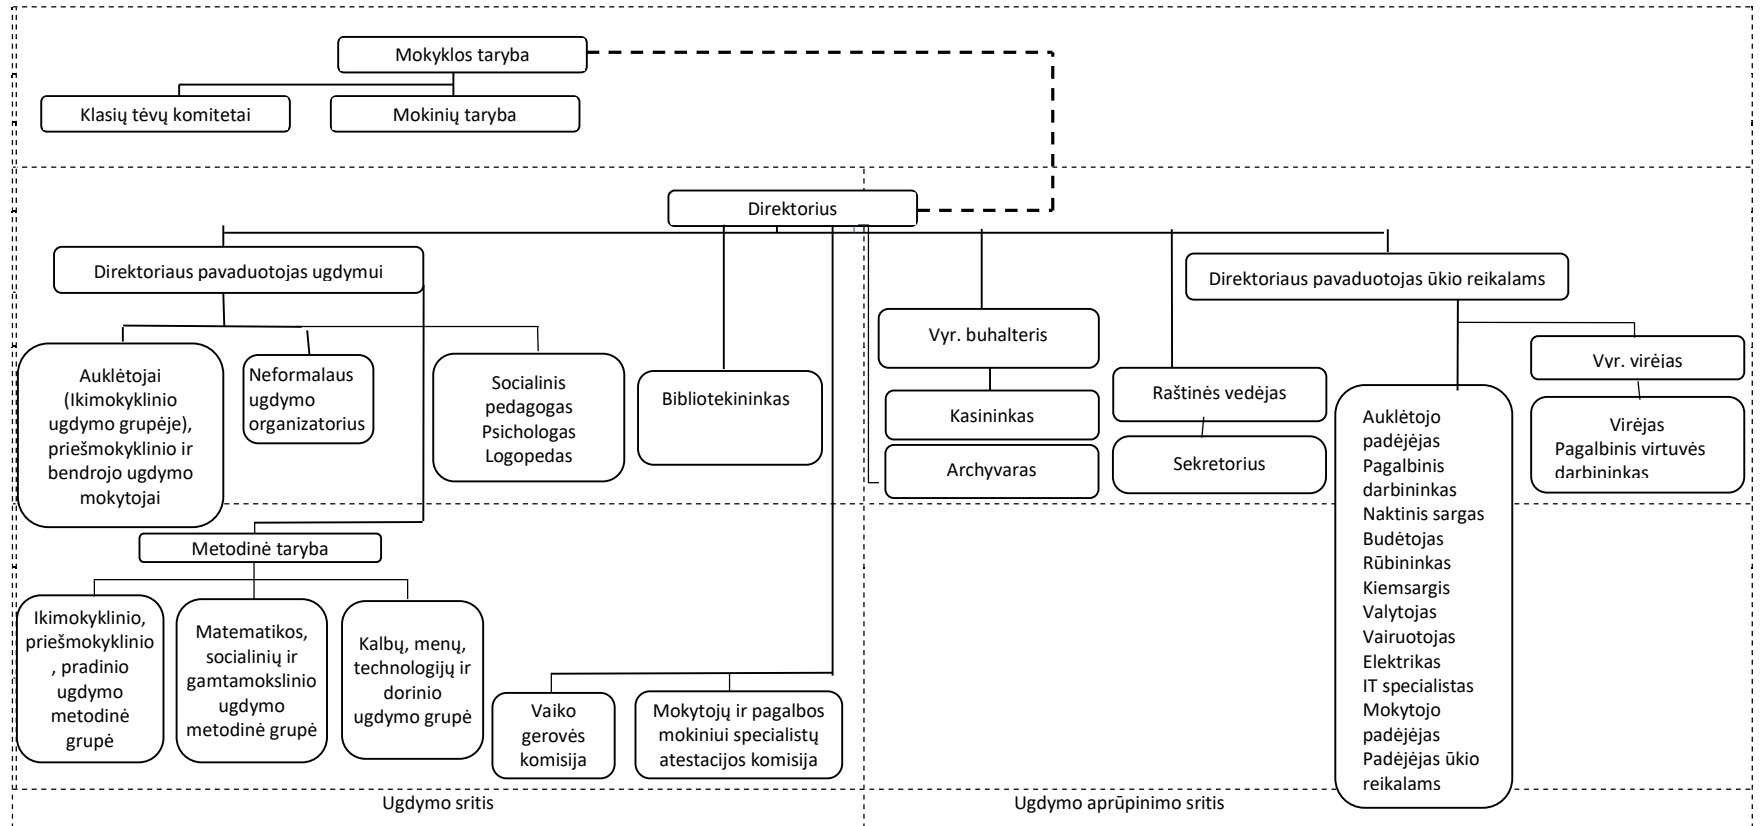 Mokyklos taryba
Klasių tėvų komitetai
Mokinių taryba
Direktorius
Direktoriaus pavaduotojas ugdymui
Direktoriaus pavaduotojas ūkio reikalams
Auklėtojai
(Ikimokyklinio
ugdymo grupėje),
priešmokyklinio ir
bendrojo ugdymo
mokytojai
Neformalaus
ugdymo
organizatorius
Socialinis
pedagogas
Psichologas
Logopedas
Bibliotekininkas
Vyr. buhalteris
Kasininkas
Archyvaras
Raštinės vedėjas
Sekretorius
Auklėtojo
padėjėjas
Pagalbinis
darbininkas
Naktinis sargas
Budėtojas
Rūbininkas
Kiemsargis
Valytojas
Vairuotojas
Elektrikas
IT specialistas
Mokytojo
padėjėjas
Padėjėjas ūkio
reikalams
Vyr. virėjas
Virėjas
Pagalbinis virtuvės
darbininkas
Metodinė taryba
Ikimokyklinio,
priešmokyklinio
, pradinio
ugdymo
metodinė
grupė
Matematikos,
socialinių ir
gamtamokslinio
ugdymo
metodinė grupė
Kalbų, menų,
technologijų ir
dorinio
ugdymo grupė
Vaiko
gerovės
komisija
Mokytojų ir pagalbos
mokiniui specialistų
atestacijos komisija
Ugdymo sritis
Ugdymo aprūpinimo sritis